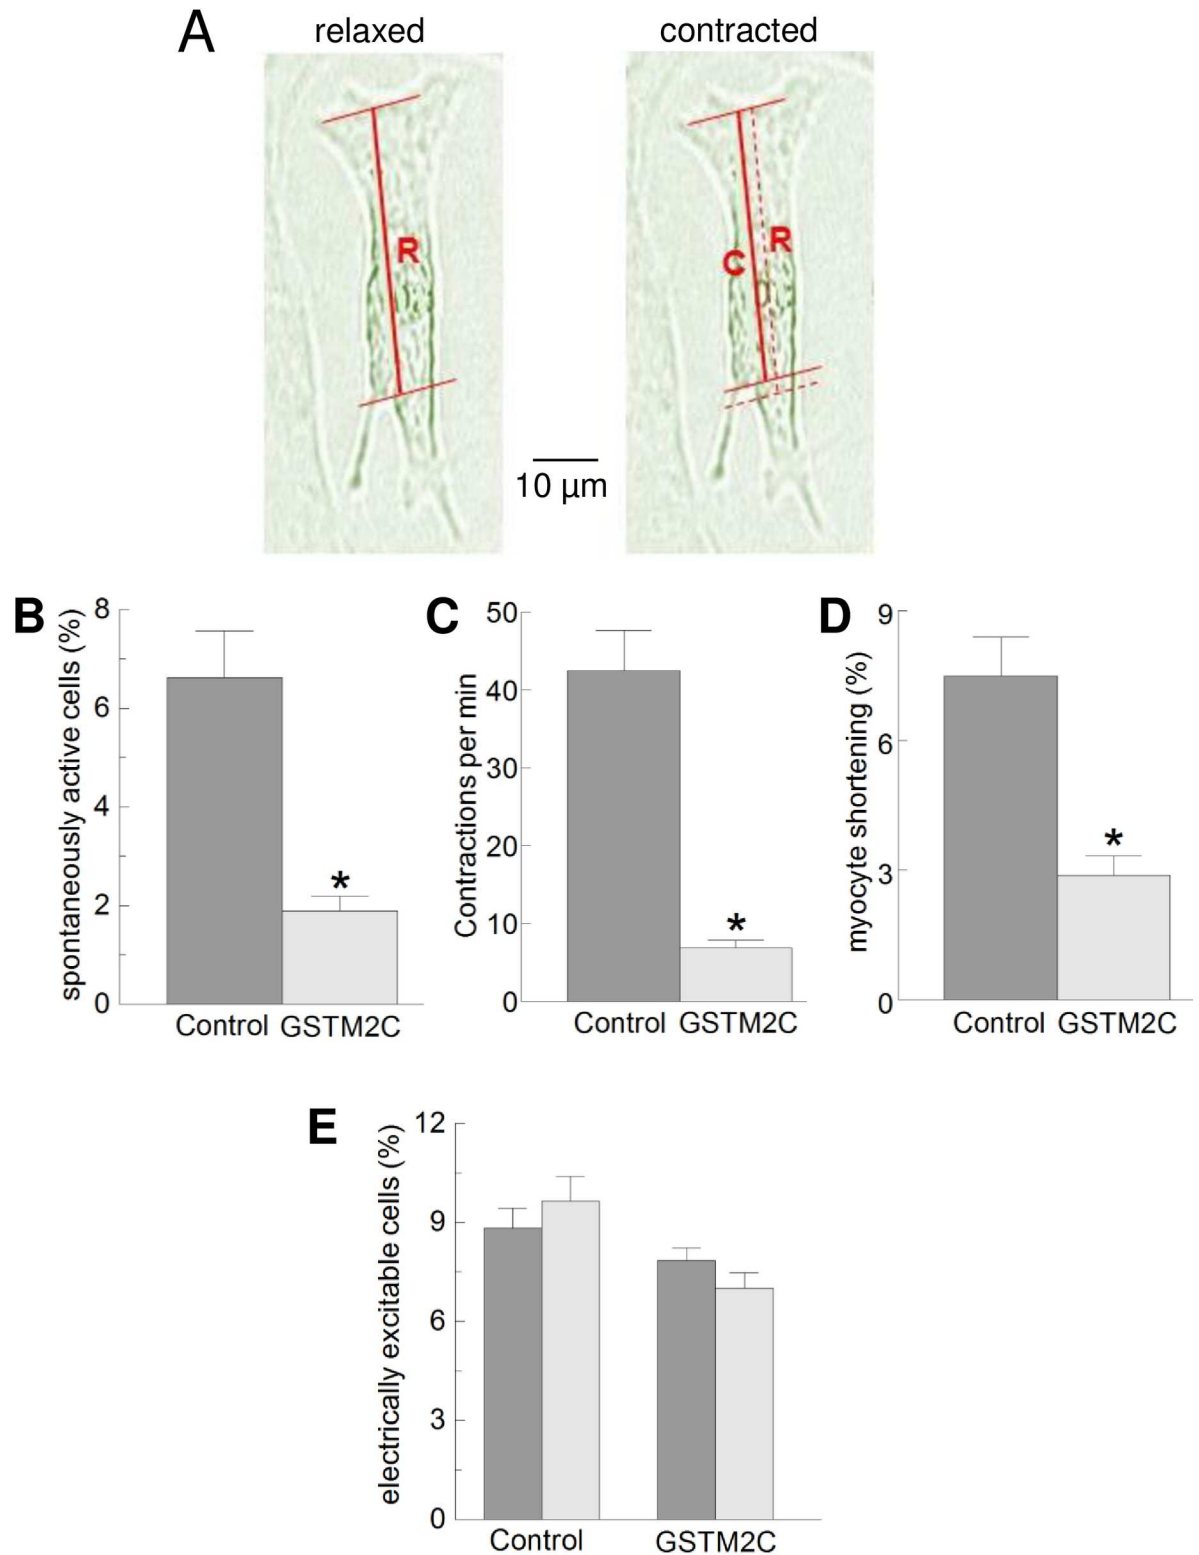 A
relaxed
contracted
R
C
R
10 µm
B
spontaneously active cells (%)
8
6
4
2
0
*
Control
GSTM2C
C
Contractions per min
50
40
30
20
10
0
*
Control
GSTM2C
D
myocyte shortening (%)
9
6
3
0
*
Control
GSTM2C
E
electrically excitable cells (%)
12
9
6
3
0
Control
GSTM2C